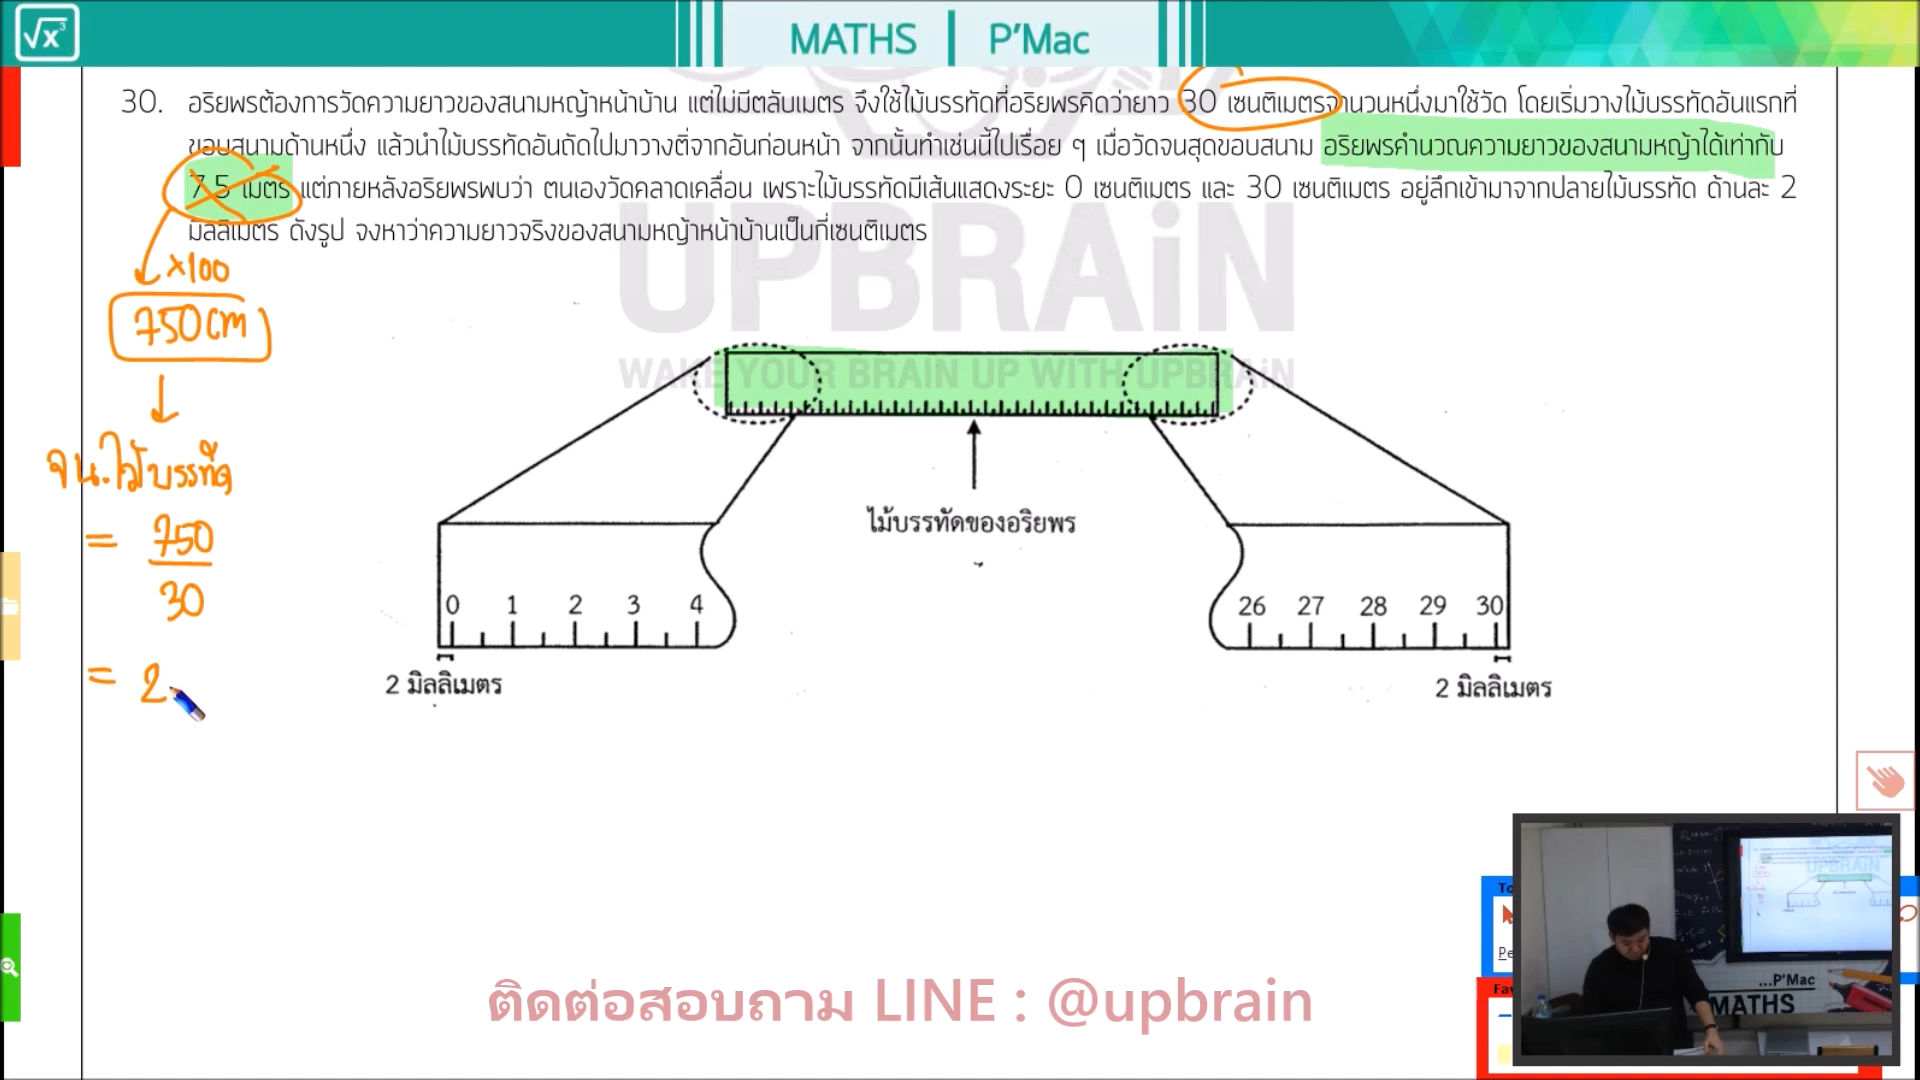 √x³
MATHS | P'Mac
30. อริยพรต้องการวัดความยาวของสนามหญ้าหน้าบ้าน แต่ไม่มีตลับเมตร จึงใช้ไม้บรรทัดที่อริยพรคิดว่ายาว 30 เซนติเมตรจำนวนหนึ่งมาใช้วัด โดยเริ่มวางไม้บรรทัดอันแรกที่
ขอบสนามด้านหนึ่ง แล้วนำไม้บรรทัดอันถัดไปมาวางต่อจากอันก่อนหน้า จากนั้นทำเช่นนี้ไปเรื่อย ๆ เมื่อวัดจนสุดขอบสนาม อริยพรคำนวณความยาวของสนามหญ้าได้เท่ากับ
7.5 เมตร แต่ภายหลังอริยพรพบว่า ตนเองวัดคลาดเคลื่อน เพราะไม้บรรทัดมีเส้นแสดงระยะ 0 เซนติเมตร และ 30 เซนติเมตร อยู่ลึกเข้ามาจากปลายไม้บรรทัด ด้านละ 2
มิลลิเมตร ดังรูป จงหาว่าความยาวจริงของสนามหญ้าหน้าบ้านเป็นกี่เซนติเมตร
×100
750 cm
UPBRAiN
WAKE YOUR BRAIN UP WITH UPBRAiN
จน.ไม้บรรทัด
= 750
30
= 2
ไม้บรรทัดของอริยพร
0 1 2 3 4
26 27 28 29 30
2 มิลลิเมตร
2 มิลลิเมตร
ติดต่อสอบถาม LINE : @upbrain
To
Pe
Fav
UPBRAiN
...P'Mac
MATHS